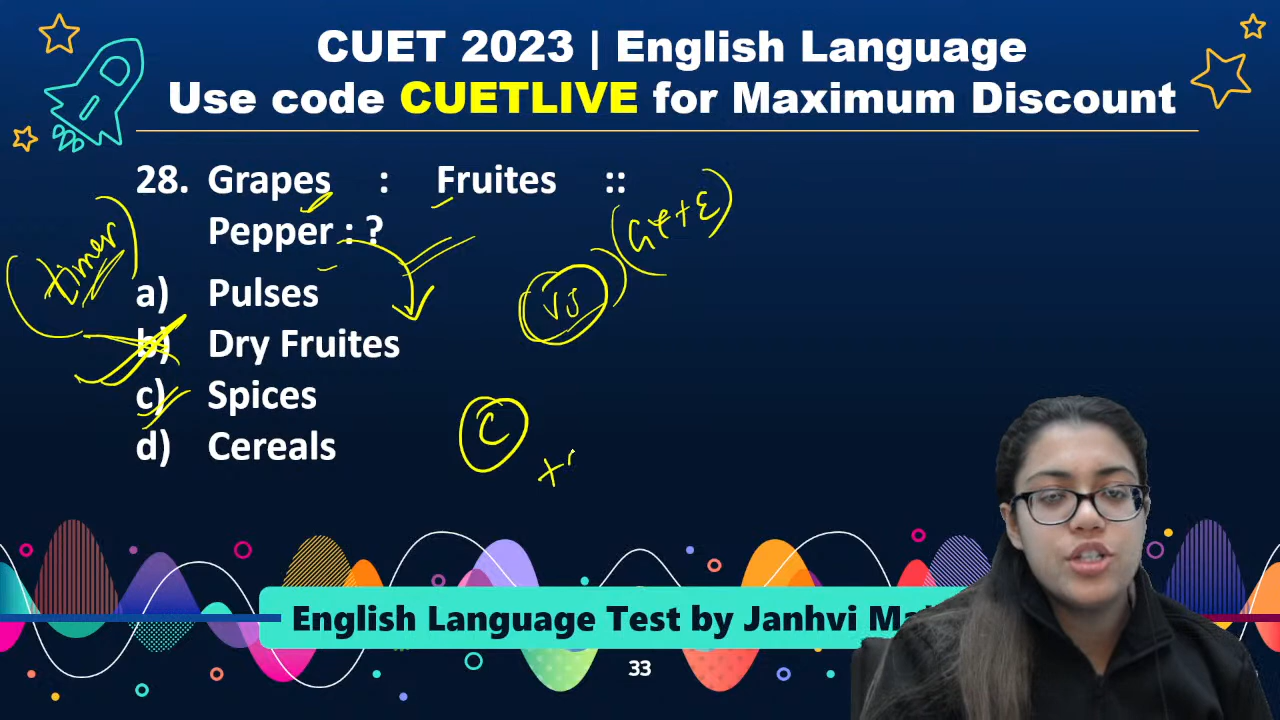 CUET 2023 | English Language
Use code CUETLIVE for Maximum Discount
28. Grapes : Fruites ::
Pepper : ?
a) Pulses
b) Dry Fruites
c) Spices
d) Cereals
timer
C
English Language Test by Janhvi
33